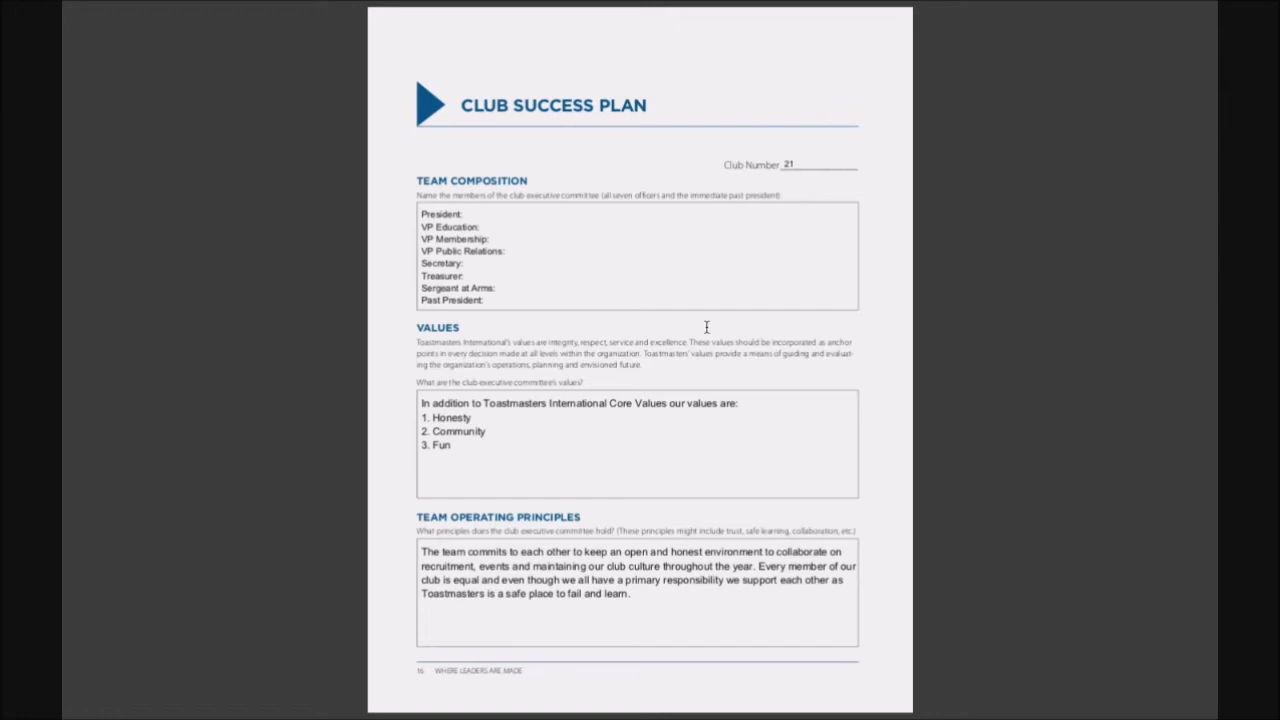 CLUB SUCCESS PLAN
Club Number 21
TEAM COMPOSITION
Name the members of the club executive committee (all seven officers and the immediate past president)
President:
VP Education:
VP Membership:
VP Public Relations:
Secretary:
Treasurer:
Sergeant at Arms:
Past President:
VALUES
Toastmasters International's values are integrity, respect, service and excellence. These values should be incorporated as anchor
points in every decision made at all levels within the organization. Toastmasters' values provide a means of guiding and evaluat-
ing the organization's operations, planning and envisioned future.
What are the club executive committee's values?
In addition to Toastmasters International Core Values our values are:
1. Honesty
2. Community
3. Fun
TEAM OPERATING PRINCIPLES
What principles does the club executive committee hold? (These principles might include trust, safe learning, collaboration, etc.)
The team commits to each other to keep an open and honest environment to collaborate on
recruitment, events and maintaining our club culture throughout the year. Every member of our
club is equal and even though we all have a primary responsibility we support each other as
Toastmasters is a safe place to fail and learn.
16 WHERE LEADERS ARE MADE